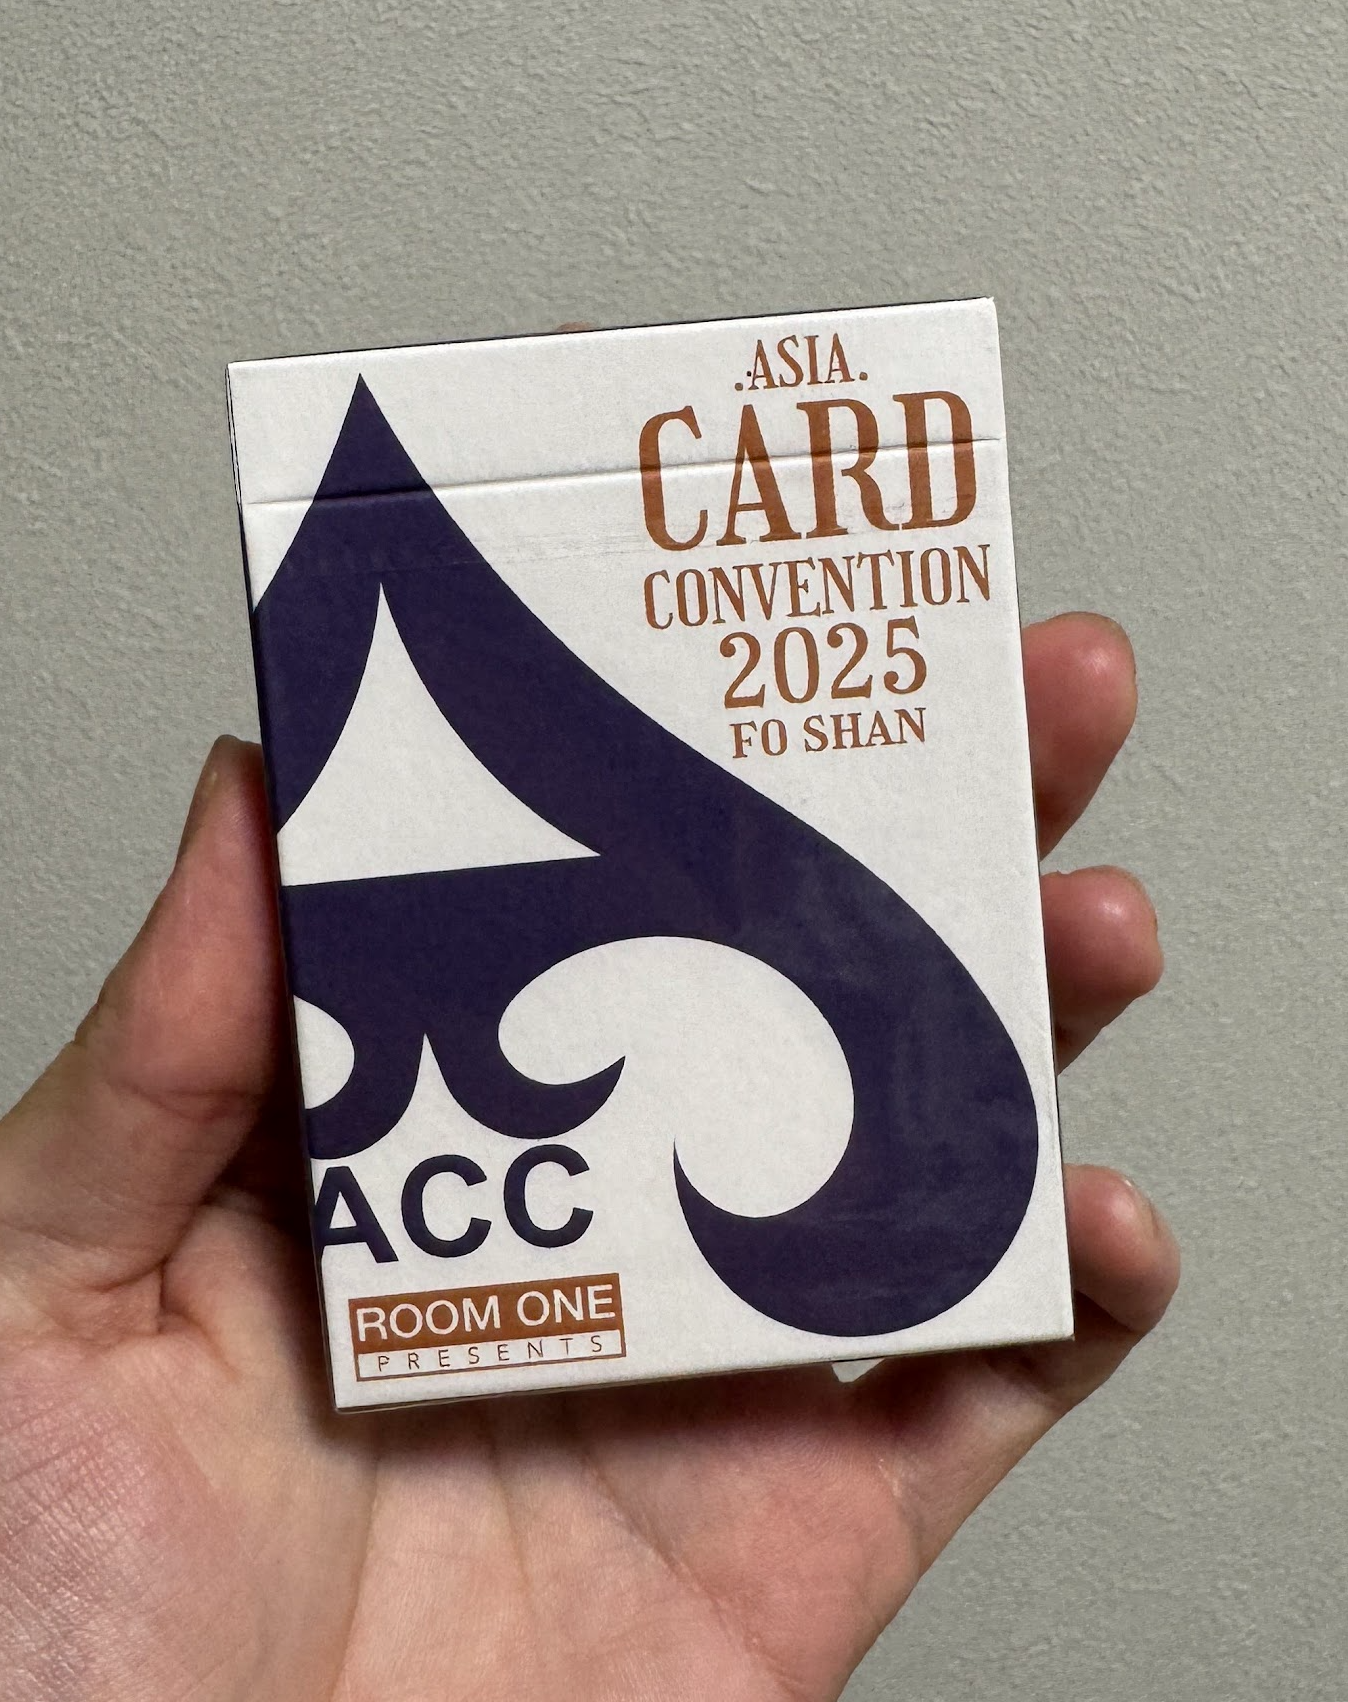 .ASIA.
CARD
CONVENTION
2025
FO SHAN
ACC
ROOM ONE
PRESENTS